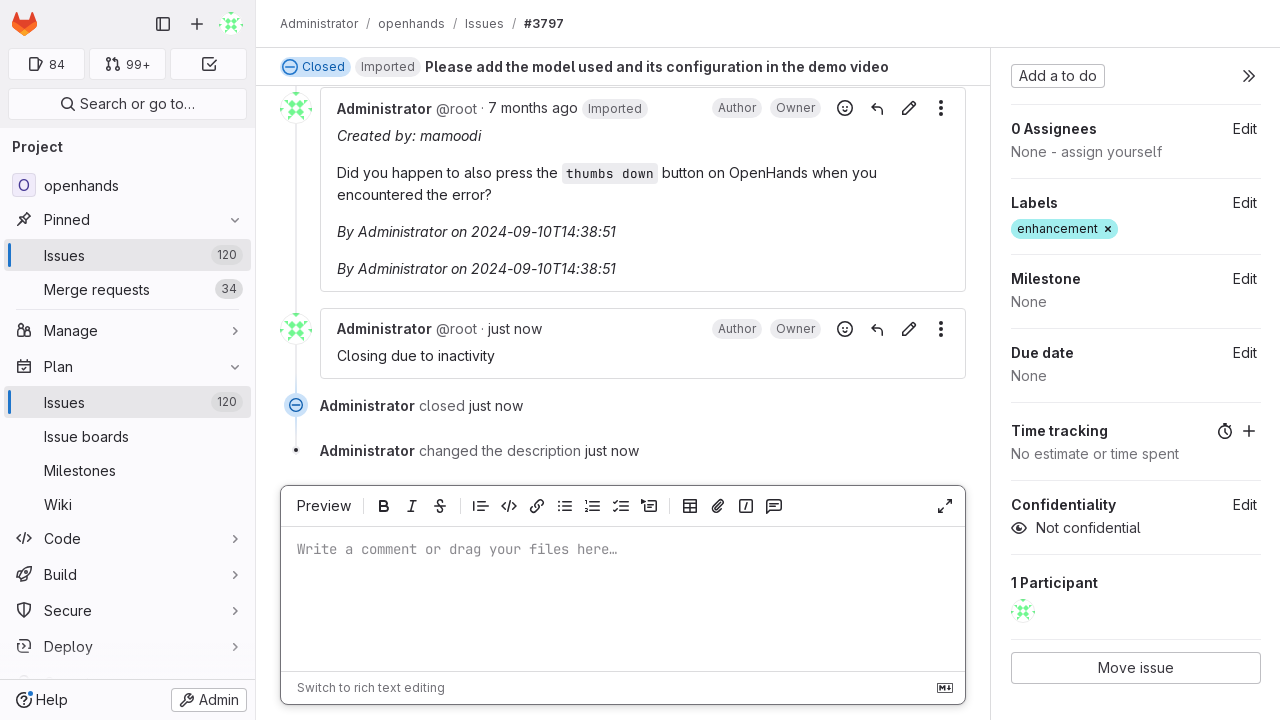 Administrator / openhands / Issues / #3797
84
99+
Search or go to…
Project
O openhands
Pinned
Issues 120
Merge requests 34
Manage
Plan
Issues 120
Issue boards
Milestones
Wiki
Code
Build
Secure
Deploy
Help
Admin
Closed Imported Please add the model used and its configuration in the demo video
Administrator @root · 7 months ago Imported Author Owner
Created by: mamoodi
Did you happen to also press the thumbs down button on OpenHands when you
encountered the error?
By Administrator on 2024-09-10T14:38:51
By Administrator on 2024-09-10T14:38:51
Administrator @root · just now Author Owner
Closing due to inactivity
Administrator closed just now
Administrator changed the description just now
Preview
Write a comment or drag your files here…
Switch to rich text editing
Add a to do
0 Assignees Edit
None - assign yourself
Labels Edit
enhancement ×
Milestone Edit
None
Due date Edit
None
Time tracking
No estimate or time spent
Confidentiality Edit
Not confidential
1 Participant
Move issue